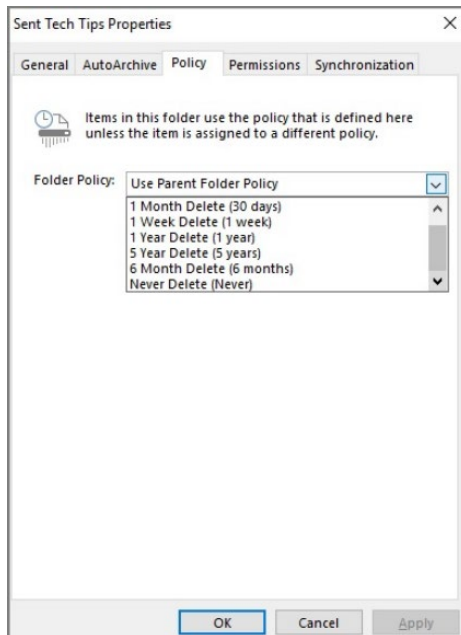 Sent Tech Tips Properties
General AutoArchive Policy Permissions Synchronization
Items in this folder use the policy that is defined here
unless the item is assigned to a different policy.
Folder Policy: Use Parent Folder Policy
1 Month Delete (30 days)
1 Week Delete (1 week)
1 Year Delete (1 year)
5 Year Delete (5 years)
6 Month Delete (6 months)
Never Delete (Never)
OK Cancel Apply